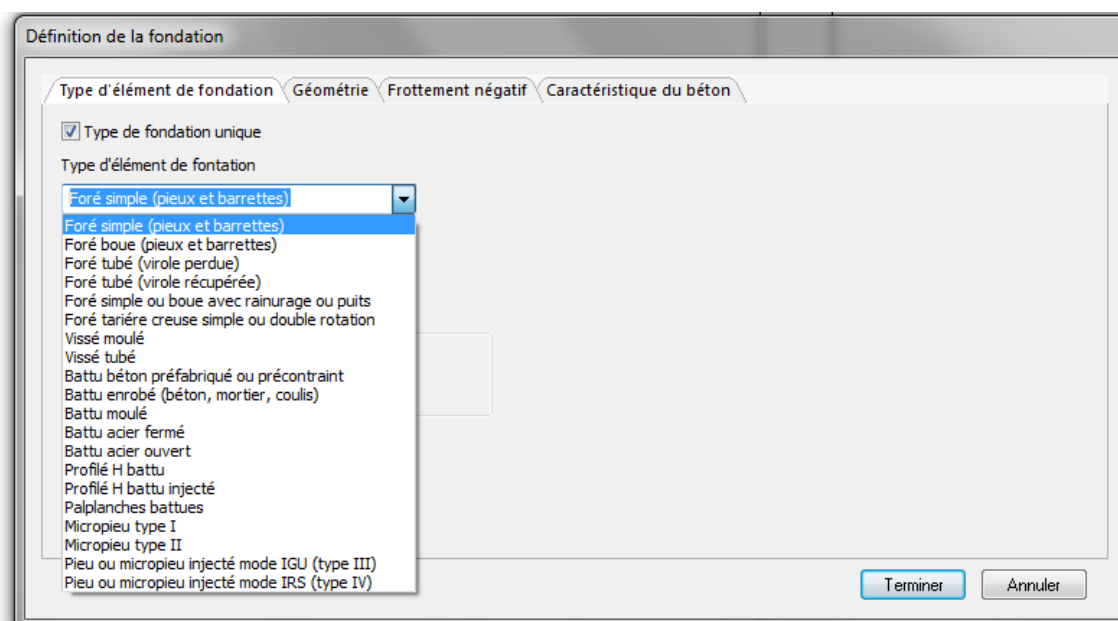 Définition de la fondation
Type d'élément de fondation Géométrie Frottement négatif Caractéristique du béton
Type de fondation unique
Type d'élément de fontation
Foré simple (pieux et barrettes)
Foré simple (pieux et barrettes)
Foré boue (pieux et barrettes)
Foré tubé (virole perdue)
Foré tubé (virole récupérée)
Foré simple ou boue avec rainurage ou puits
Foré tariére creuse simple ou double rotation
Vissé moulé
Vissé tubé
Battu béton préfabriqué ou précontraint
Battu enrobé (béton, mortier, coulis)
Battu moulé
Battu acier fermé
Battu acier ouvert
Profilé H battu
Profilé H battu injecté
Palplanches battues
Micropieu type I
Micropieu type II
Pieu ou micropieu injecté mode IGU (type III)
Pieu ou micropieu injecté mode IRS (type IV)
Terminer Annuler